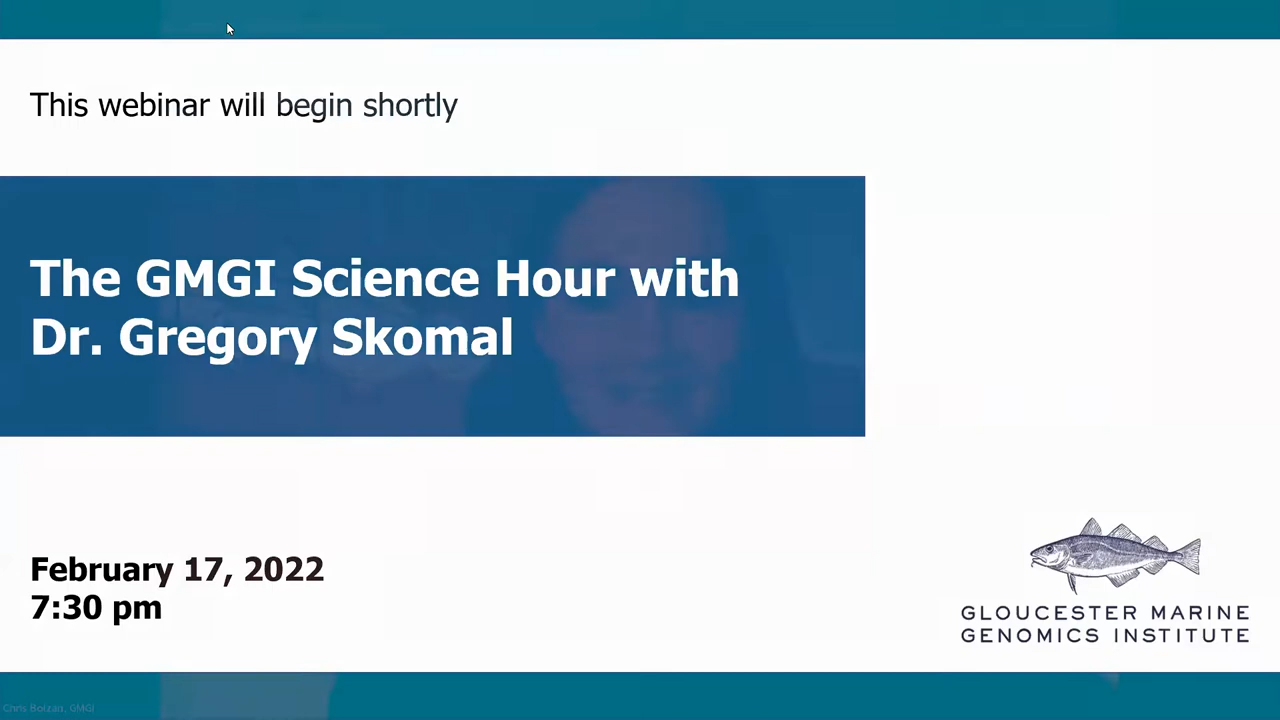 This webinar will begin shortly
The GMGI Science Hour with
Dr. Gregory Skomal
February 17, 2022
7:30 pm
GLOUCESTER MARINE
GENOMICS INSTITUTE
Chris Bolzan, GMGI